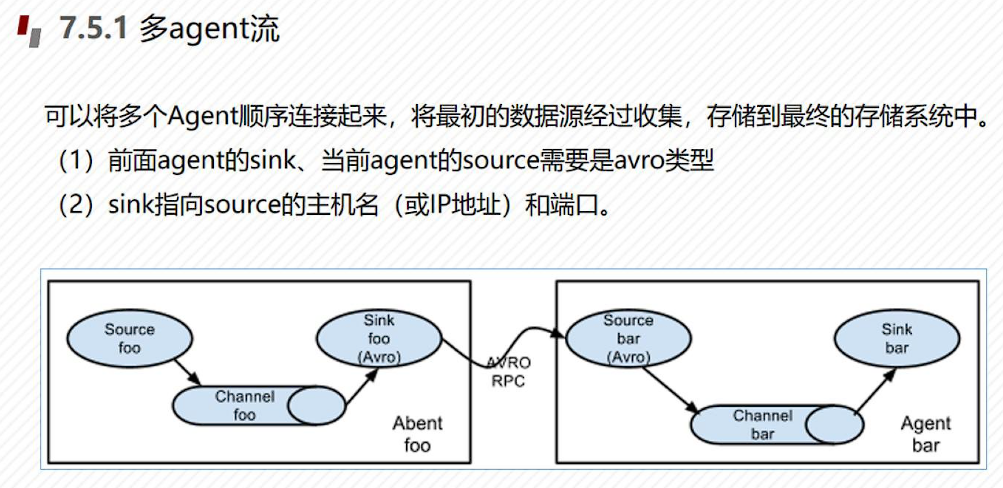 7.5.1 多agent流
可以将多个Agent顺序连接起来，将最初的数据源经过收集，存储到最终的存储系统中。
（1）前面agent的sink、当前agent的source需要是avro类型
（2）sink指向source的主机名（或IP地址）和端口。
Source
foo
Channel
foo
Sink
foo
(Avro)
Abent
foo
AVRO
RPC
Source
bar
(Avro)
Channel
bar
Sink
bar
Agent
bar